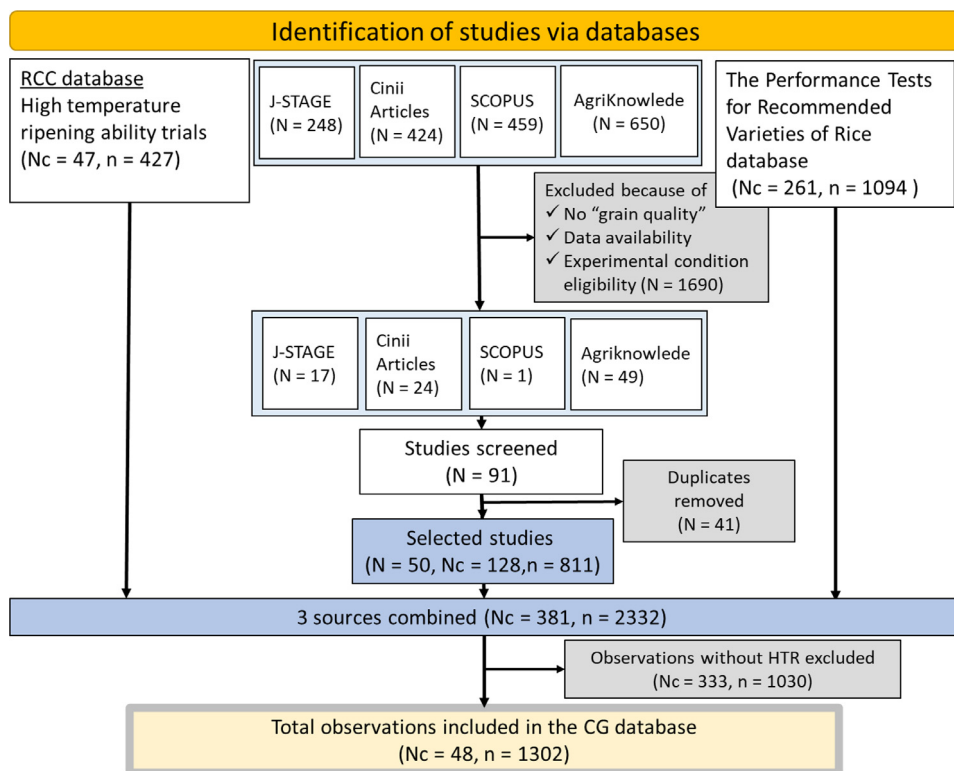 Identification of studies via databases
RCC database
High temperature
ripening ability trials
(Nc = 47, n = 427)
J-STAGE
(N = 248)
Cinii
Articles
(N = 424)
SCOPUS
(N = 459)
AgriKnowlede
(N = 650)
The Performance Tests
for Recommended
Varieties of Rice
database
(Nc = 261, n = 1094 )
Excluded because of
✓ No “grain quality”
✓ Data availability
✓ Experimental condition
eligibility (N = 1690)
J-STAGE
(N = 17)
Cinii
Articles
(N = 24)
SCOPUS
(N = 1)
Agriknowlede
(N = 49)
Studies screened
(N = 91)
Duplicates
removed
(N = 41)
Selected studies
(N = 50, Nc = 128,n = 811)
3 sources combined (Nc = 381, n = 2332)
Observations without HTR excluded
(Nc = 333, n = 1030)
Total observations included in the CG database
(Nc = 48, n = 1302)